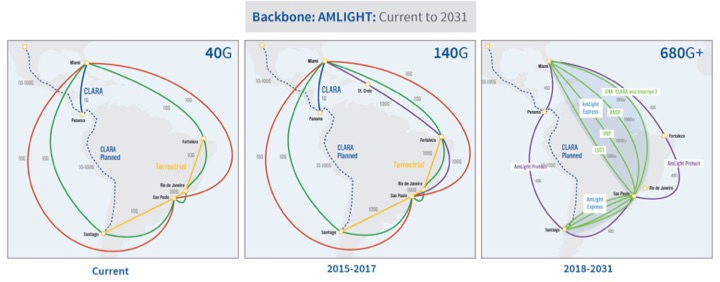 Backbone: AMLIGHT: Current to 2031
40G
Miami
CLARA
Panama
CLARA
Planned
Fortaleza
Terrestrial
Rio de Janeiro
Sao Paulo
Santiago
Current
140G
Miami
St. Croix
CLARA
Panama
CLARA
Planned
Fortaleza
Terrestrial
Rio de Janeiro
Sao Paulo
Santiago
2015-2017
680G+
Miami
AmLight
Express
ANSP
Panama
RNP
Fortaleza
CLARA
Planned
LSST
AmLight Protect
AmLight Protect
Rio de Janeiro
Sao Paulo
AmLight
Express
Santiago
2018-2031